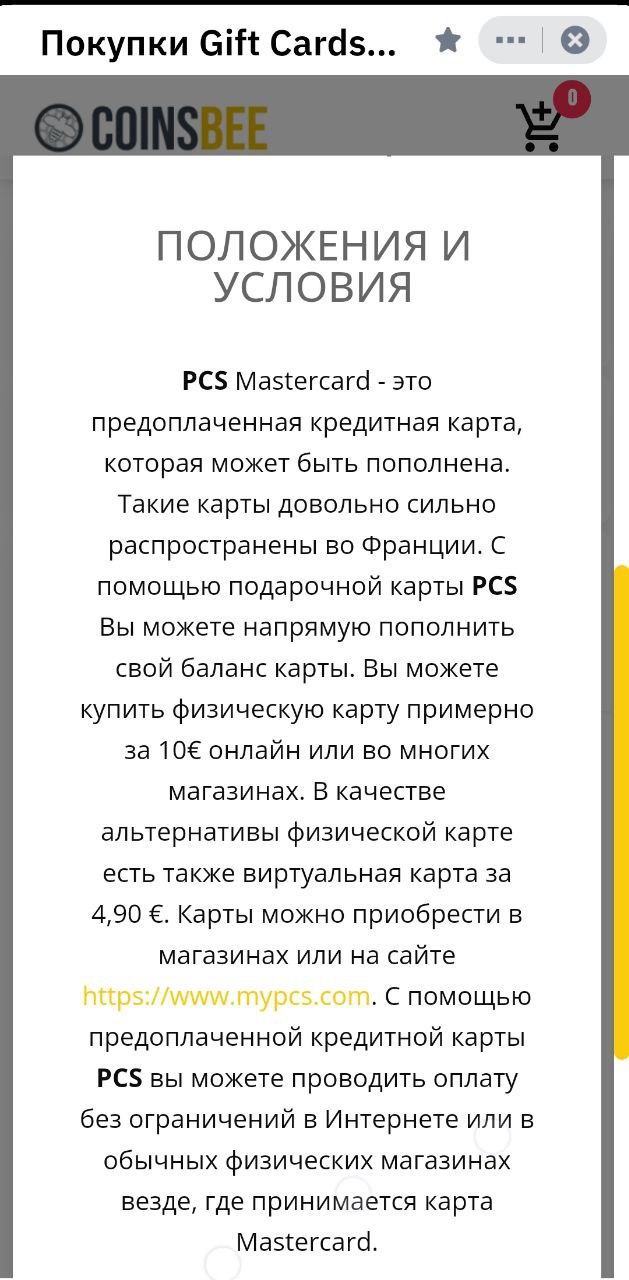 Покупки Gift Cards...
COINSBEE
0
ПОЛОЖЕНИЯ И
УСЛОВИЯ
PCS Mastercard - это
предоплаченная кредитная карта,
которая может быть пополнена.
Такие карты довольно сильно
распространены во Франции. С
помощью подарочной карты PCS
Вы можете напрямую пополнить
свой баланс карты. Вы можете
купить физическую карту примерно
за 10€ онлайн или во многих
магазинах. В качестве
альтернативы физической карте
есть также виртуальная карта за
4,90 €. Карты можно приобрести в
магазинах или на сайте
https://www.mypcs.com. С помощью
предоплаченной кредитной карты
PCS вы можете проводить оплату
без ограничений в Интернете или в
обычных физических магазинах
везде, где принимается карта
Mastercard.